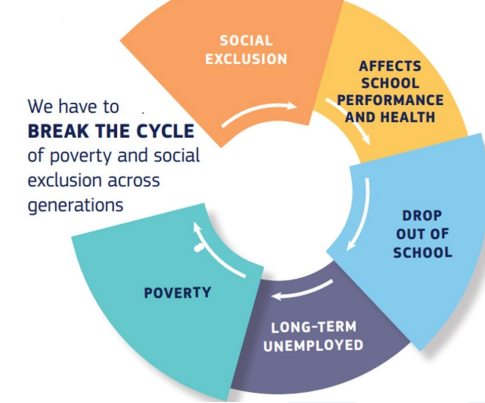 SOCIAL
EXCLUSION
AFFECTS
SCHOOL
PERFORMANCE
AND HEALTH
We have to
BREAK THE CYCLE
of poverty and social
exclusion across
generations
DROP
OUT OF
SCHOOL
POVERTY
LONG-TERM
UNEMPLOYED